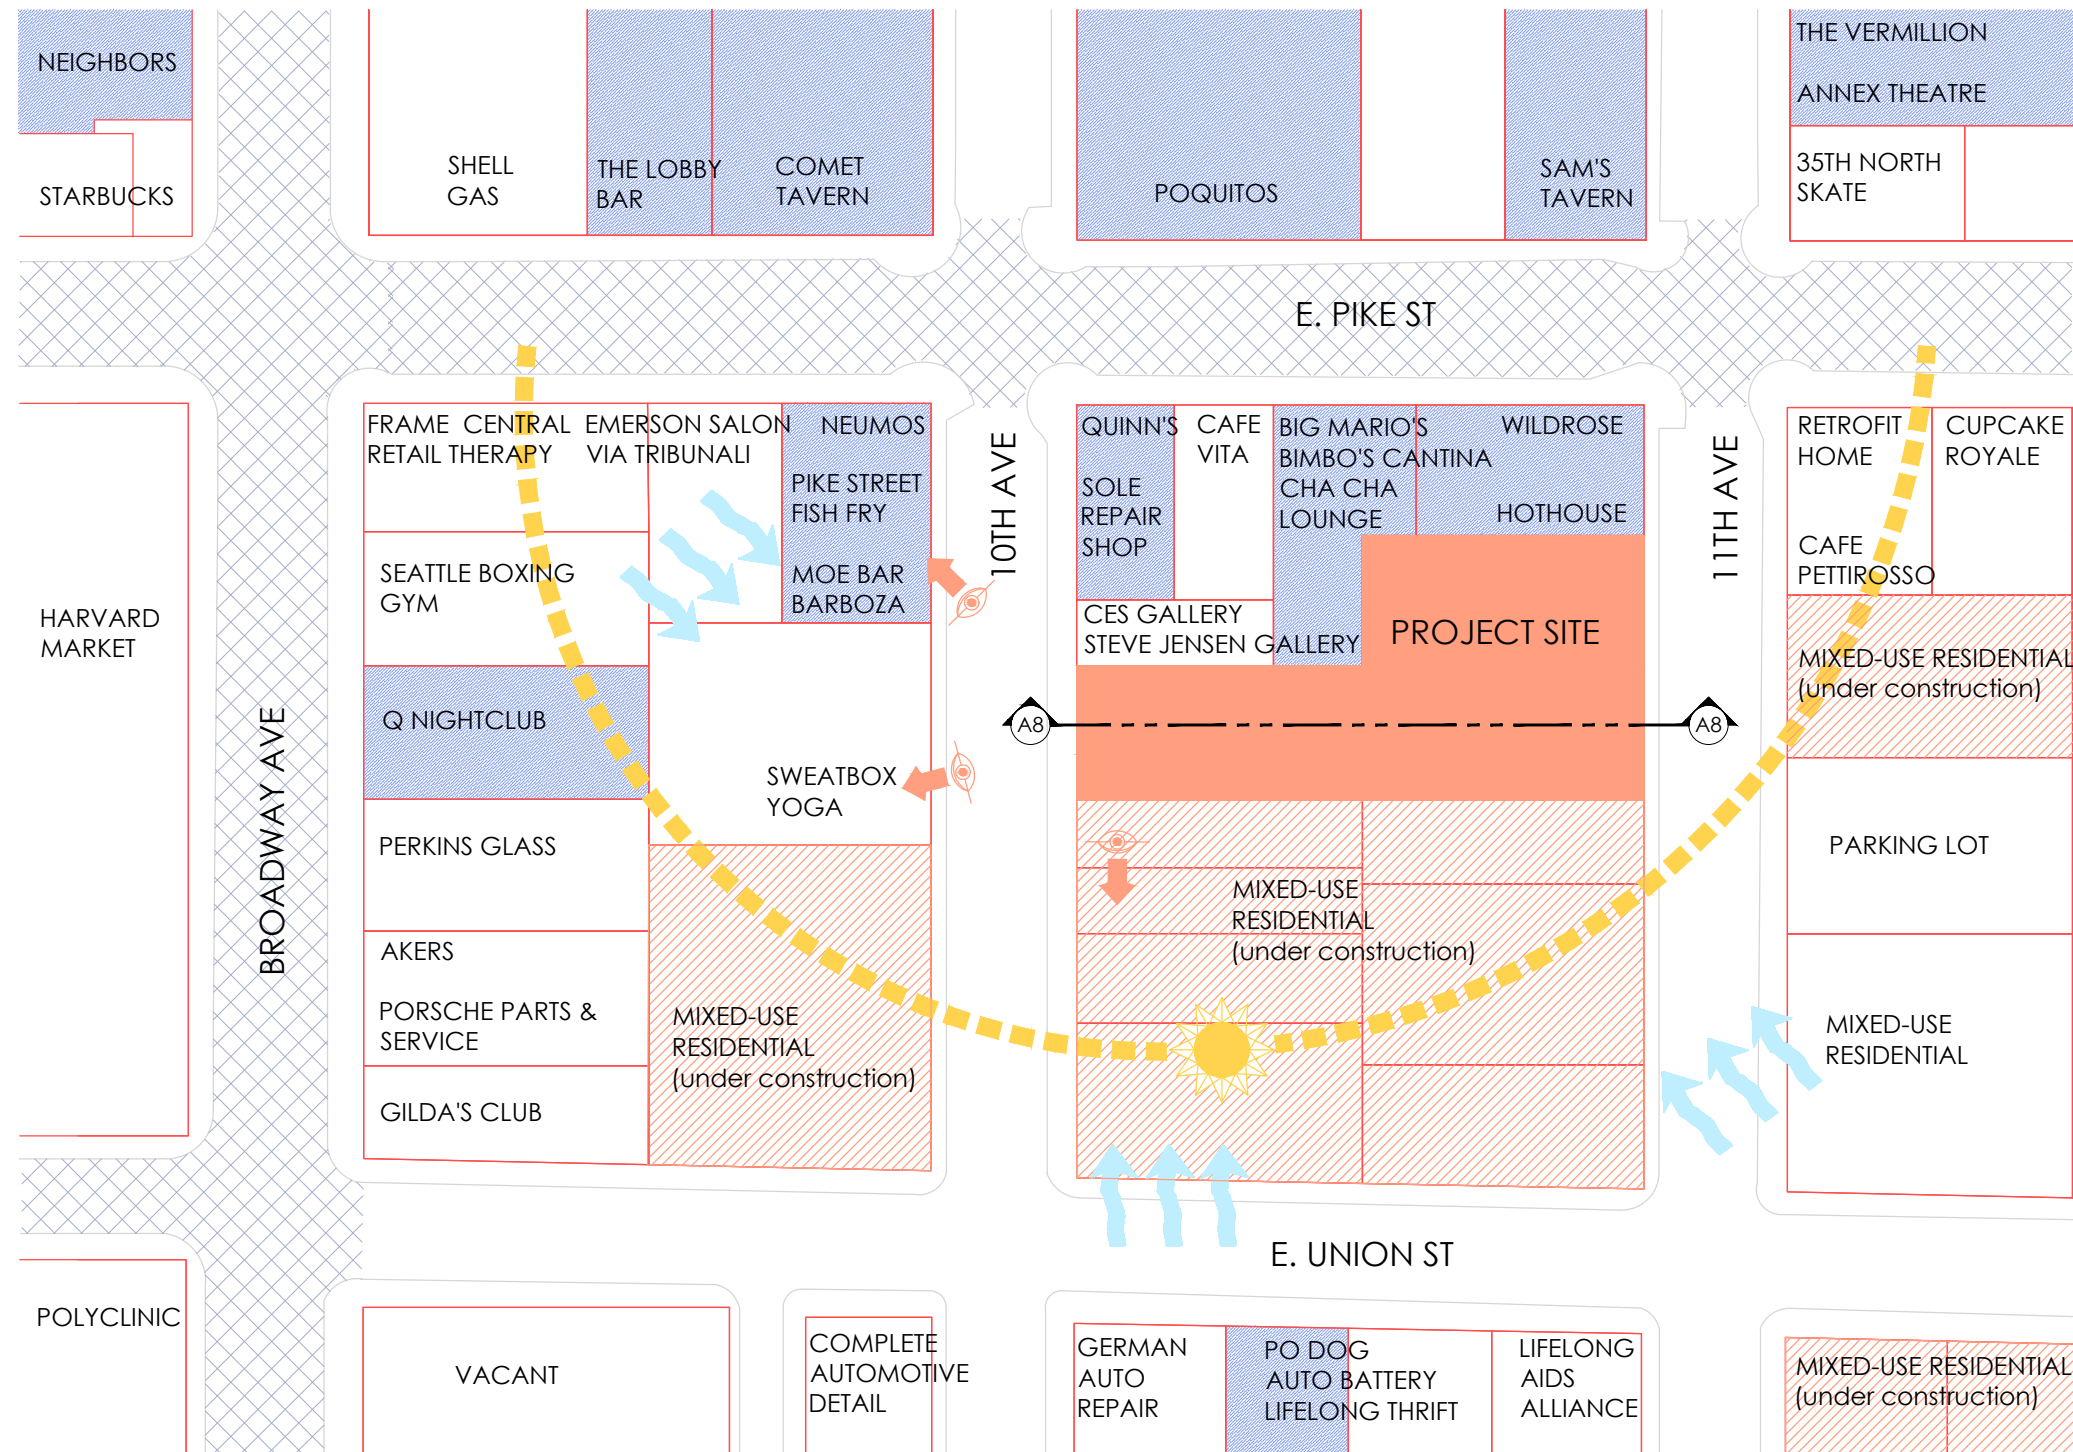 NEIGHBORS
STARBUCKS
SHELL
GAS
THE LOBBY
BAR
COMET
TAVERN
POQUITOS
SAM'S
TAVERN
THE VERMILLION
ANNEX THEATRE
35TH NORTH
SKATE
E. PIKE ST
HARVARD
MARKET
BROADWAY AVE
FRAME CENTRAL
RETAIL THERAPY
EMERSON SALON
VIA TRIBUNALI
NEUMOS
PIKE STREET
FISH FRY
MOE BAR
BARBOZA
SEATTLE BOXING
GYM
Q NIGHTCLUB
SWEATBOX
YOGA
PERKINS GLASS
AKERS
PORSCHE PARTS &
SERVICE
GILDA'S CLUB
MIXED-USE
RESIDENTIAL
(under construction)
10TH AVE
QUINN'S
SOLE
REPAIR
SHOP
CAFE
VITA
BIG MARIO'S
BIMBO'S CANTINA
CHA CHA
LOUNGE
WILDROSE
HOTHOUSE
CES GALLERY
STEVE JENSEN GALLERY
PROJECT SITE
A8
A8
MIXED-USE
RESIDENTIAL
(under construction)
11TH AVE
RETROFIT
HOME
CUPCAKE
ROYALE
CAFE
PETTIROSSO
MIXED-USE RESIDENTIAL
(under construction)
PARKING LOT
MIXED-USE
RESIDENTIAL
E. UNION ST
POLYCLINIC
VACANT
COMPLETE
AUTOMOTIVE
DETAIL
GERMAN
AUTO
REPAIR
PO DOG
AUTO BATTERY
LIFELONG THRIFT
LIFELONG
AIDS
ALLIANCE
MIXED-USE RESIDENTIAL
(under construction)